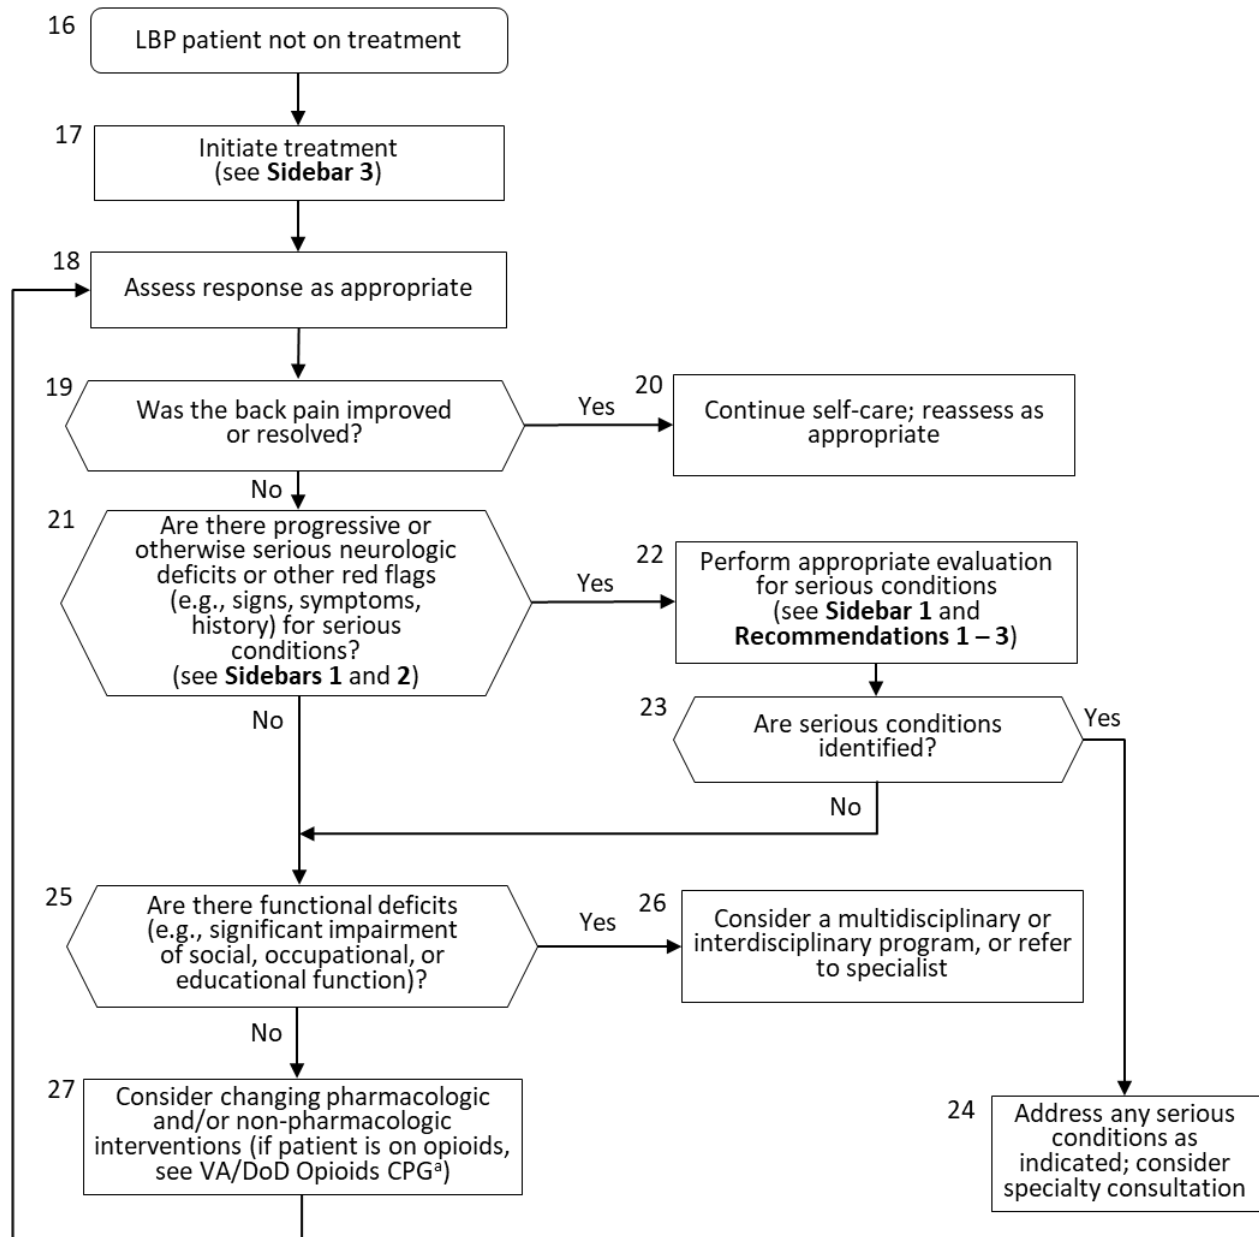 16
LBP patient not on treatment
17
Initiate treatment
(see Sidebar 3)
18
Assess response as appropriate
19
Was the back pain improved
or resolved?
Yes
20
Continue self-care; reassess as
appropriate
No
21
Are there progressive or
otherwise serious neurologic
deficits or other red flags
(e.g., signs, symptoms,
history) for serious
conditions?
(see Sidebars 1 and 2)
Yes
22
Perform appropriate evaluation
for serious conditions
(see Sidebar 1 and
Recommendations 1 – 3)
No
23
Are serious conditions
identified?
Yes
No
25
Are there functional deficits
(e.g., significant impairment
of social, occupational, or
educational function)?
Yes
26
Consider a multidisciplinary or
interdisciplinary program, or refer
to specialist
No
27
Consider changing pharmacologic
and/or non-pharmacologic
interventions (if patient is on opioids,
see VA/DoD Opioids CPGᵃ)
24
Address any serious
conditions as
indicated; consider
specialty consultation